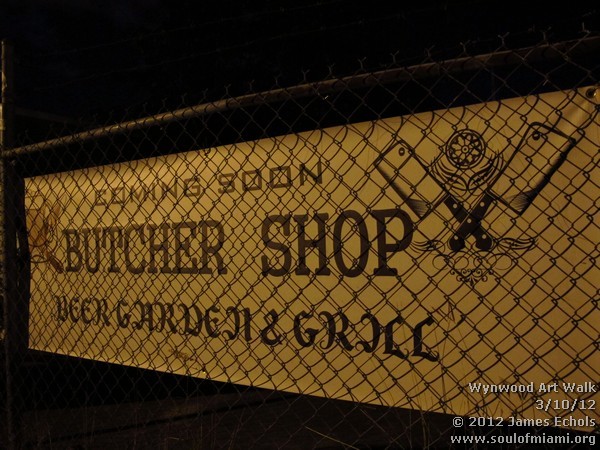 COMING SOON
BUTCHER SHOP
BEER GARDEN & GRILL
Wynwood Art Walk
3/10/12
© 2012 James Echols
www.soulofmiami.org